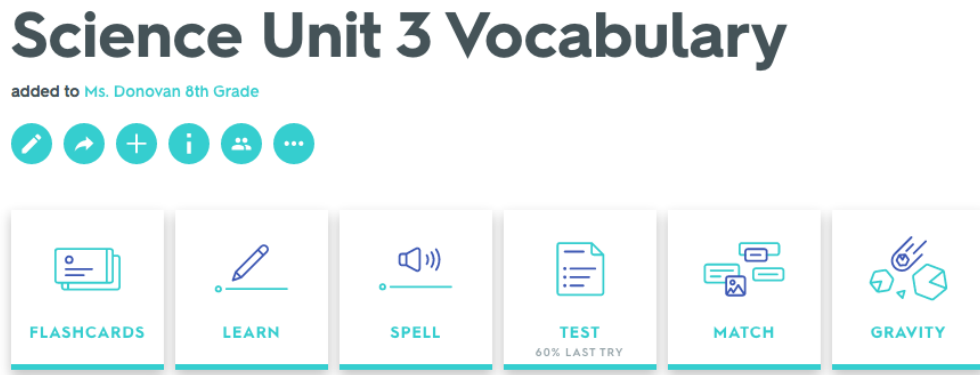 Science Unit 3 Vocabulary
added to Ms. Donovan 8th Grade
FLASHCARDS
LEARN
SPELL
TEST
60% LAST TRY
MATCH
GRAVITY